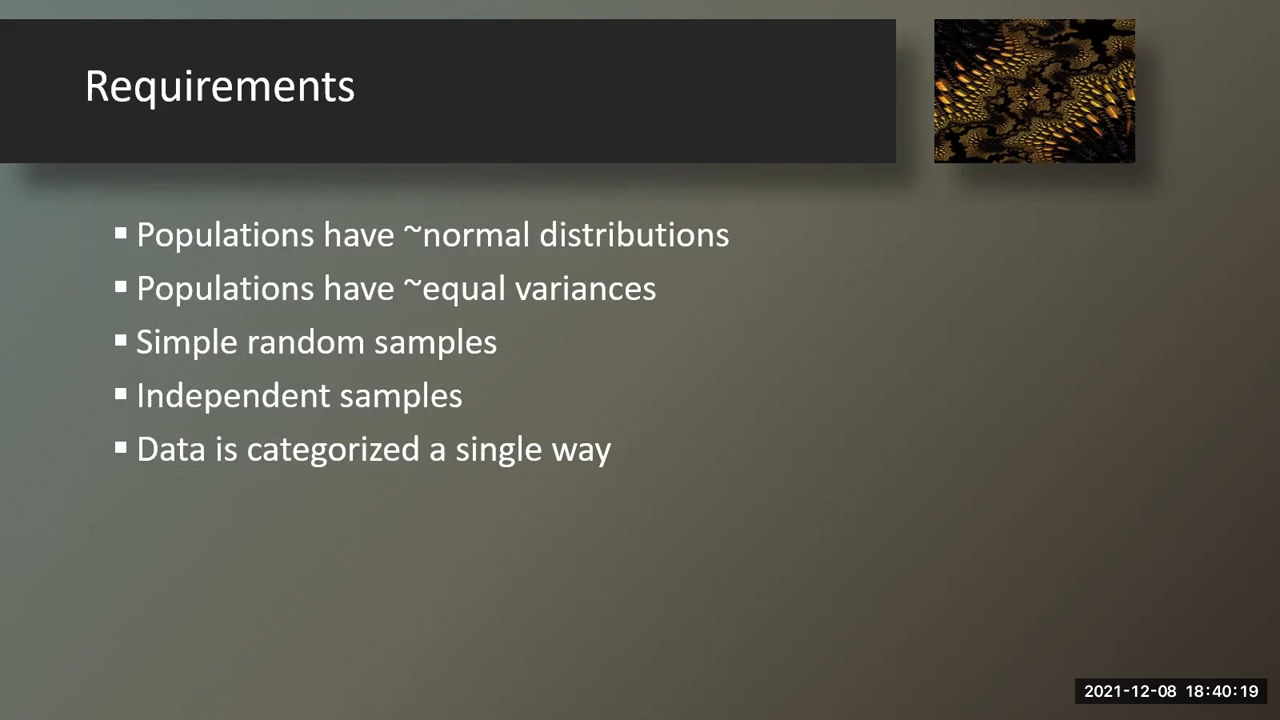 Requirements
▪ Populations have ~normal distributions
▪ Populations have ~equal variances
▪ Simple random samples
▪ Independent samples
▪ Data is categorized a single way
2021-12-08 18:40:19